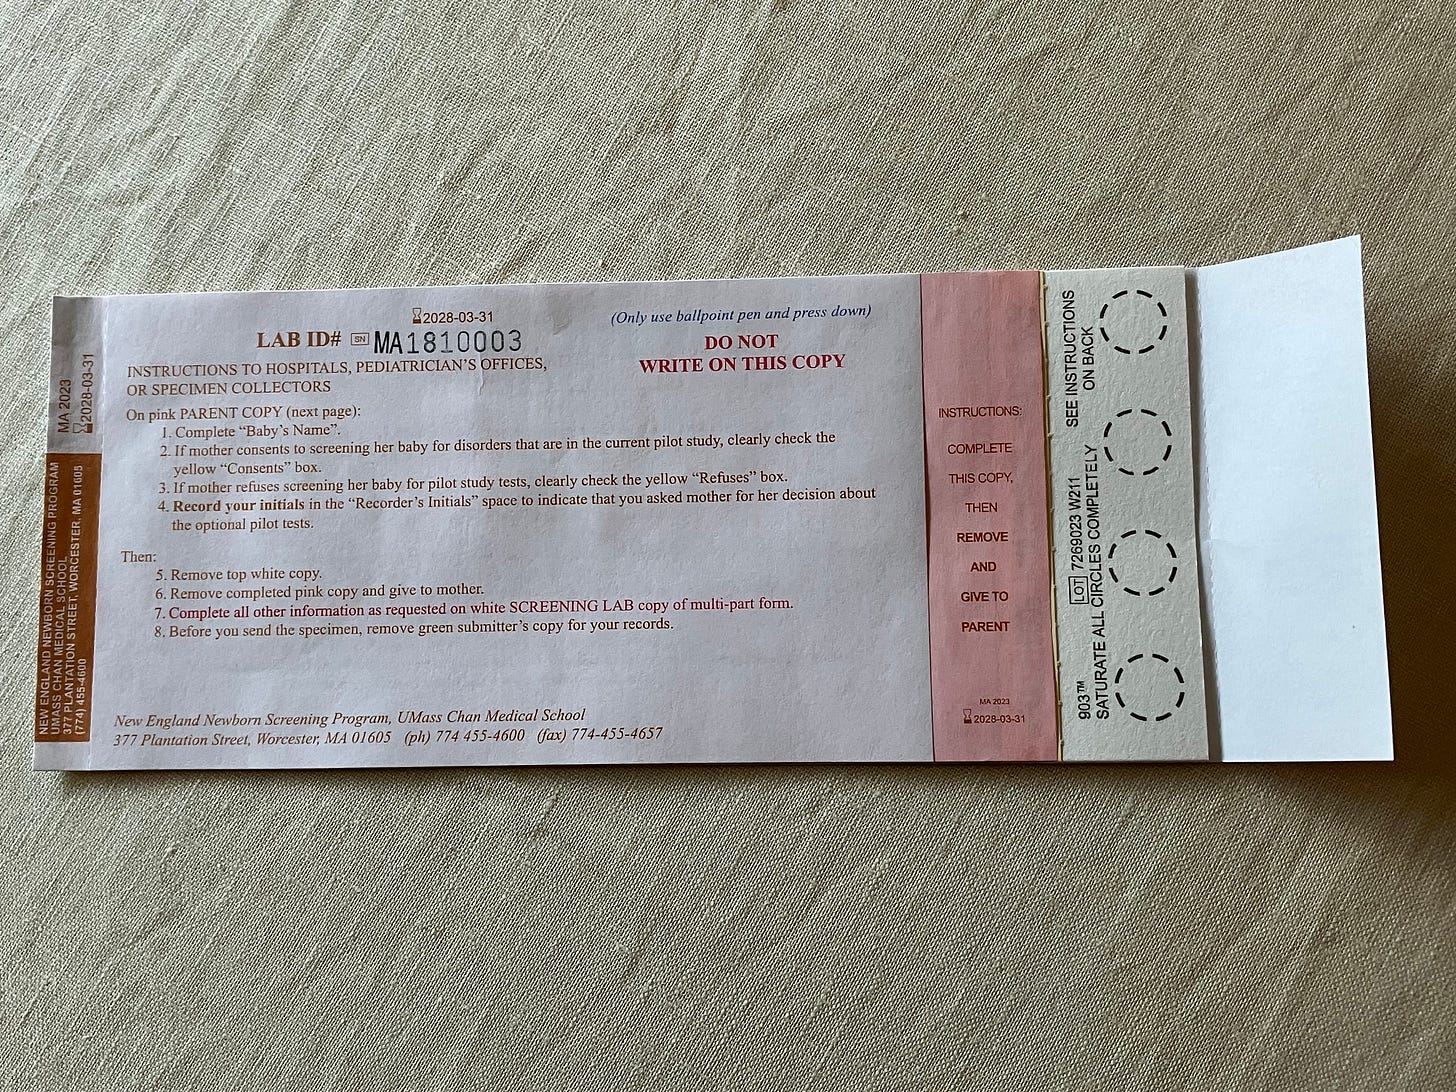 MA 2023
2028-03-31
NEW ENGLAND NEWBORN SCREENING PROGRAM
UMASS CHAN MEDICAL SCHOOL
377 PLANTATION STREET, WORCESTER, MA 01605
(774) 455-4600
2028-03-31
LAB ID# SN MA1810003
(Only use ballpoint pen and press down)
DO NOT
WRITE ON THIS COPY
INSTRUCTIONS TO HOSPITALS, PEDIATRICIAN'S OFFICES,
OR SPECIMEN COLLECTORS
On pink PARENT COPY (next page):
1. Complete “Baby’s Name”.
2. If mother consents to screening her baby for disorders that are in the current pilot study, clearly check the
yellow “Consents” box.
3. If mother refuses screening her baby for pilot study tests, clearly check the yellow “Refuses” box.
4. Record your initials in the “Recorder’s Initials” space to indicate that you asked mother for her decision about
the optional pilot tests.
Then:
5. Remove top white copy.
6. Remove completed pink copy and give to mother.
7. Complete all other information as requested on white SCREENING LAB copy of multi-part form.
8. Before you send the specimen, remove green submitter’s copy for your records.
New England Newborn Screening Program, UMass Chan Medical School
377 Plantation Street, Worcester, MA 01605 (ph) 774 455-4600 (fax) 774-455-4657
INSTRUCTIONS:
COMPLETE
THIS COPY,
THEN
REMOVE
AND
GIVE TO
PARENT
MA 2023
2028-03-31
903™ LOT 7269023 W211 SEE INSTRUCTIONS
SATURATE ALL CIRCLES COMPLETELY ON BACK